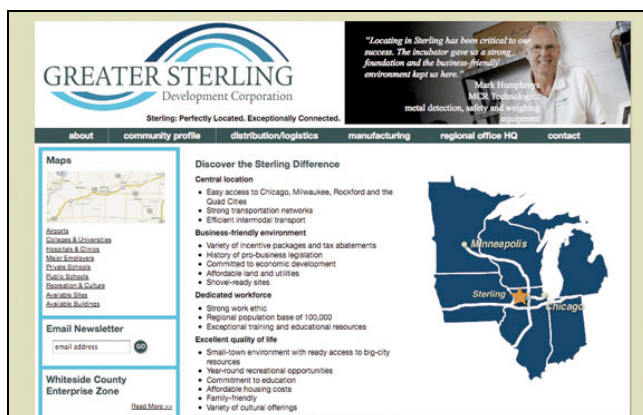 "Locating in Sterling has been critical to our
success. The incubator gave us a strong
foundation and the business-friendly
environment kept us here."
Mark Humphreys
MCR Technologies
metal detection, safety and weighing
equipment
GREATER STERLING
Development Corporation
Sterling: Perfectly Located. Exceptionally Connected.
about community profile distribution/logistics manufacturing regional office HQ contact
Maps
Airports
Colleges & Universities
Hospitals & Clinics
Major Employers
Private Schools
Public Schools
Recreation & Culture
Available Sites
Available Buildings
Email Newsletter
email address GO
Whiteside County
Enterprise Zone
Read More >>
Discover the Sterling Difference
Central location
• Easy access to Chicago, Milwaukee, Rockford and the
Quad Cities
• Strong transportation networks
• Efficient intermodal transport
Business-friendly environment
• Variety of incentive packages and tax abatements
• History of pro-business legislation
• Committed to economic development
• Affordable land and utilities
• Shovel-ready sites
Dedicated workforce
• Strong work ethic
• Regional population base of 100,000
• Exceptional training and educational resources
Excellent quality of life
• Small-town environment with ready access to big-city
resources
• Year-round recreational opportunities
• Commitment to education
• Affordable housing costs
• Family-friendly
• Variety of cultural offerings
Minneapolis
Sterling
Chicago